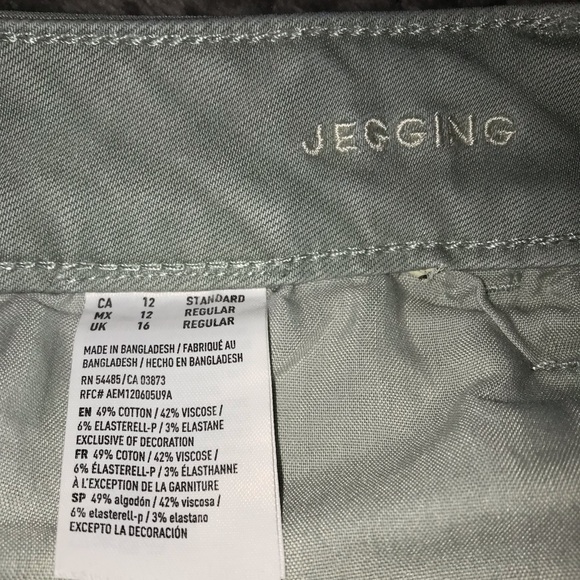 JEGGING
CA 12 STANDARD
MX 12 REGULAR
UK 16 REGULAR
MADE IN BANGLADESH / FABRIQUÉ AU
BANGLADESH / HECHO EN BANGLADESH
RN 54485/CA 03873
RFC# AEM120605U9A
EN 49% COTTON / 42% VISCOSE /
6% ELASTERELL-P / 3% ELASTANE
EXCLUSIVE OF DECORATION
FR 49% COTON / 42% VISCOSE /
6% ÉLASTERELL-P / 3% ÉLASTHANNE
À L'EXCEPTION DE LA GARNITURE
SP 49% algodón / 42% viscosa /
6% elasterell-p / 3% elastano
EXCEPTO LA DECORACIÓN